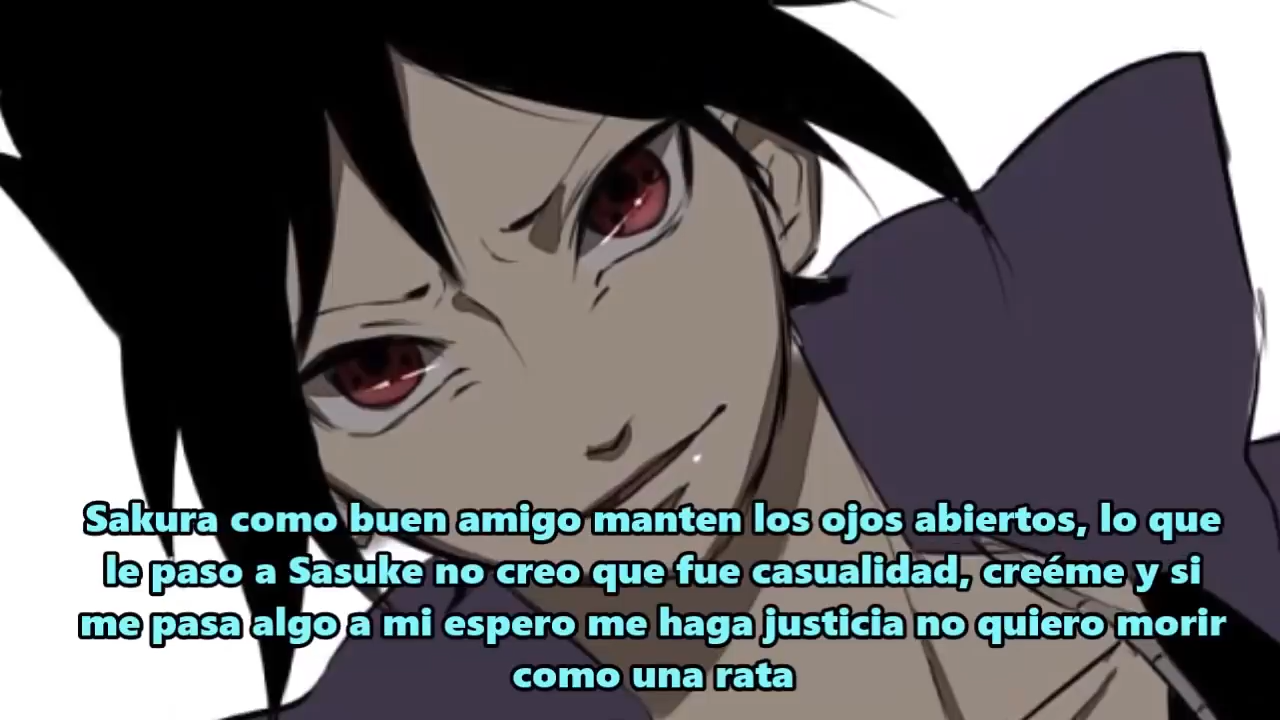 Sakura como buen amigo manten los ojos abiertos, lo que
le paso a Sasuke no creo que fue casualidad, creéme y si
me pasa algo a mi espero me haga justicia no quiero morir
como una rata